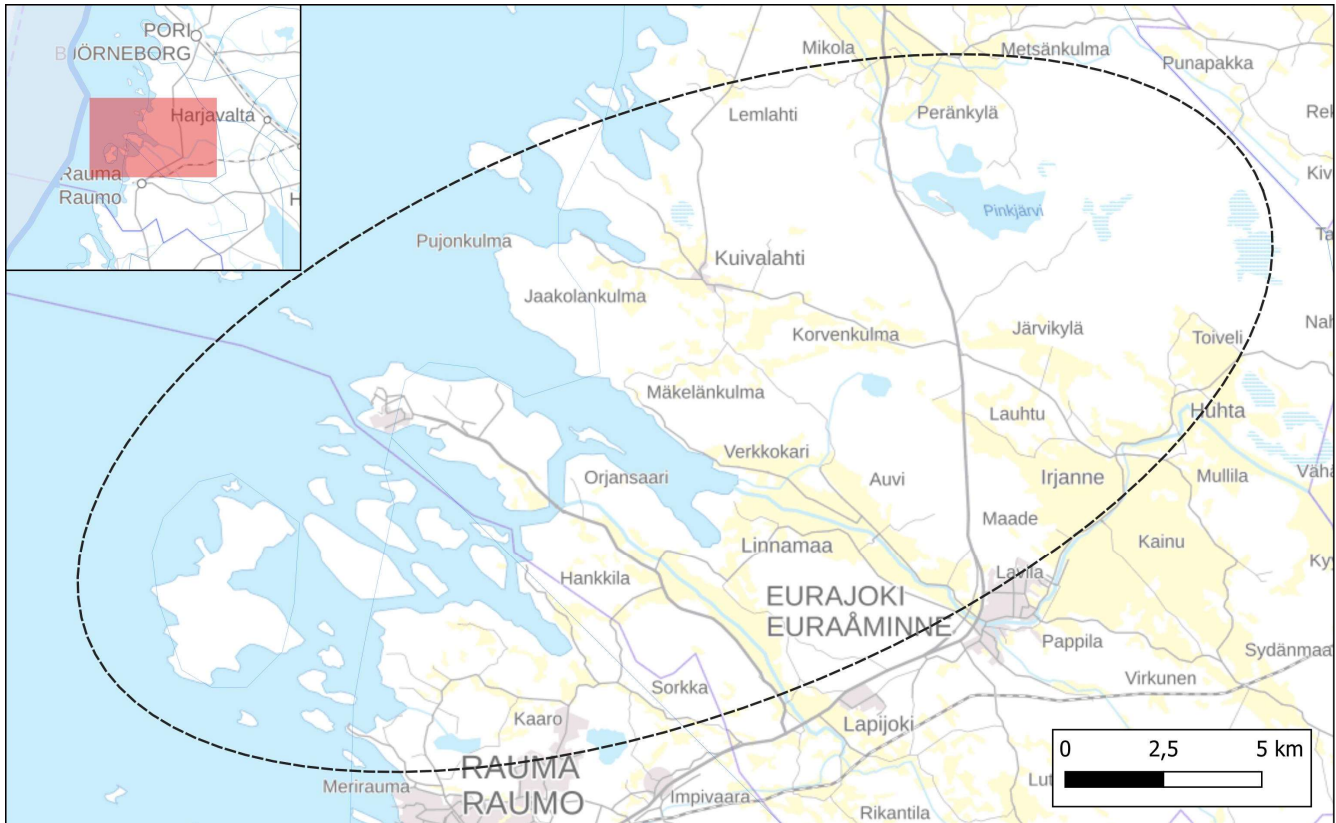 PORI
BJÖRNEBORG
Harjavalta
Rauma
Raumo
H
Mikola
Metsänkulma
Punapakka
Lemlahti
Peränkylä
Pinkjärvi
Pujonkulma
Kuivalahti
Jaakolankulma
Korvenkulma
Järvikylä
Toiveli
Mäkelänkulma
Lauhtu
Huhta
Verkkokari
Orjansaari
Auvi
Irjanne
Mullila
Maade
Linnamaa
Kainu
Hankkila
Lavila
EURAJOKI
EURAÅMINNE
Pappila
Sydänmaa
Virkunen
Sorkka
Kaaro
Lapijoki
RAUMA
RAUMO
Merirauma
Impivaara
Rikantila
0 2,5 5 km